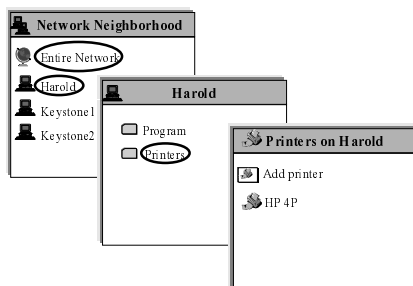 Network Neighborhood
Entire Network
Harold
Keystone1
Keystone2
Harold
Program
Printers
Printers on Harold
Add printer
HP 4P